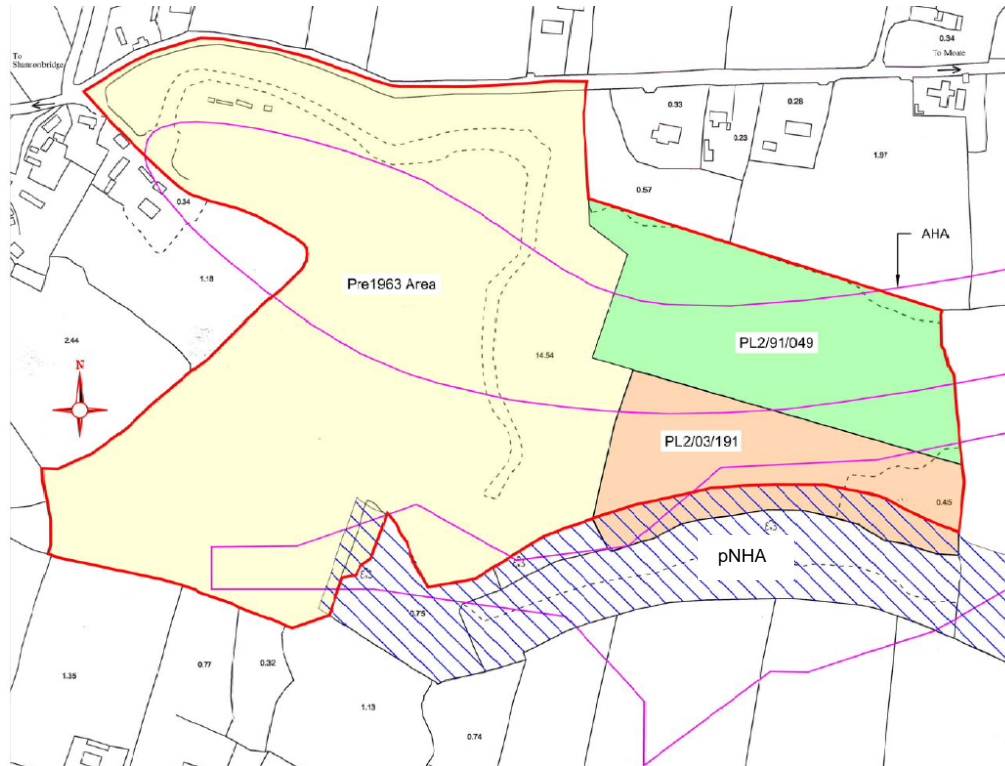 To
Shannonbridge
0.34
To Moate
0.33
0.28
0.23
1.97
0.57
0.34
AHA
1.18
Pre1963 Area
2.44
14.54
PL2/91/049
N
PL2/03/191
0.45
pNHA
0.75
1.35
0.77
0.32
1.13
0.74